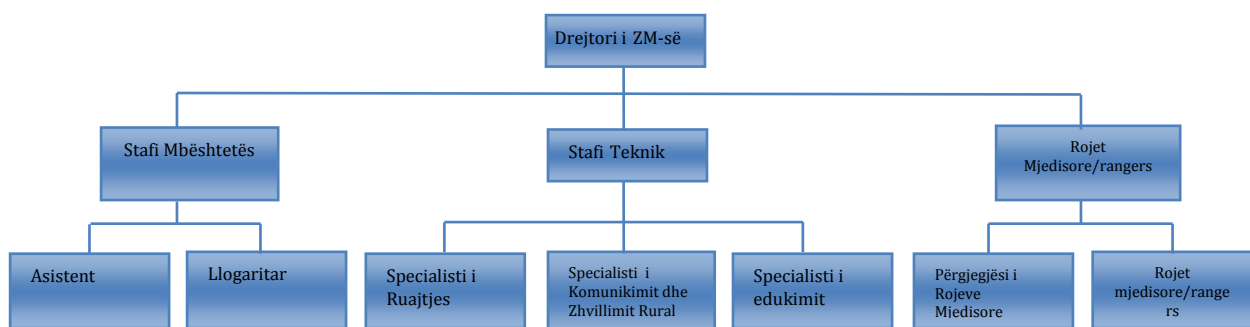 Drejtori i ZM-së
Stafi Mbështetës
Stafi Teknik
Rojet
Mjedisore/rangers
Asistent
Llogaritar
Specialisti i
Ruajtjes
Specialisti i
Komunikimit dhe
Zhvillimit Rural
Specialisti i
edukimit
Përgjegjësi i
Rojeve
Mjedisore
Rojet
mjedisore/range
rs